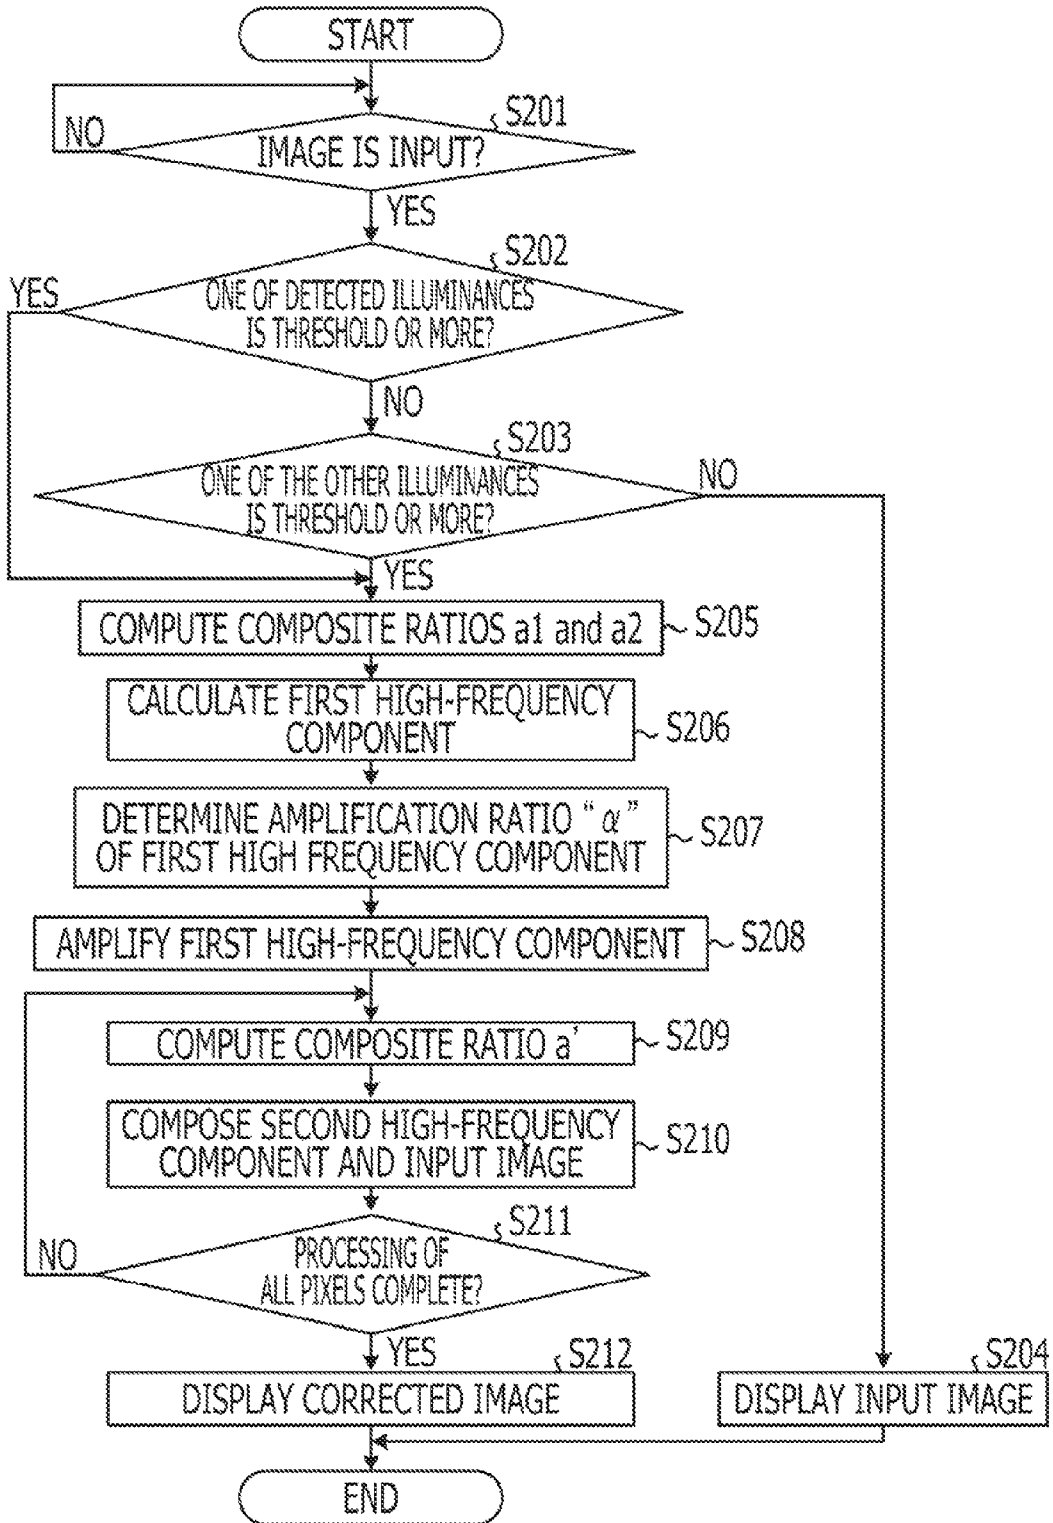 START
S201
NO
IMAGE IS INPUT?
YES
S202
YES
ONE OF DETECTED ILLUMINANCES
IS THRESHOLD OR MORE?
NO
S203
ONE OF THE OTHER ILLUMINANCES
IS THRESHOLD OR MORE?
NO
YES
COMPUTE COMPOSITE RATIOS a1 and a2
S205
CALCULATE FIRST HIGH-FREQUENCY
COMPONENT
S206
DETERMINE AMPLIFICATION RATIO “α”
OF FIRST HIGH FREQUENCY COMPONENT
S207
AMPLIFY FIRST HIGH-FREQUENCY COMPONENT
S208
COMPUTE COMPOSITE RATIO a’
S209
COMPOSE SECOND HIGH-FREQUENCY
COMPONENT AND INPUT IMAGE
S210
S211
NO
PROCESSING OF
ALL PIXELS COMPLETE?
YES
S212
DISPLAY CORRECTED IMAGE
S204
DISPLAY INPUT IMAGE
END